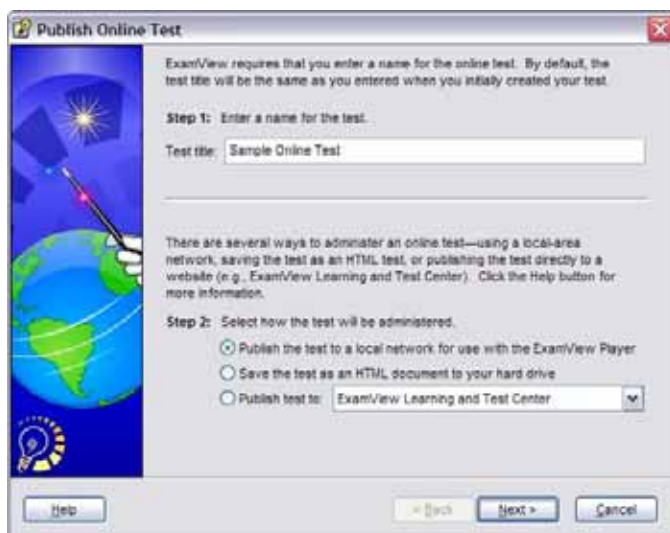 Publish Online Test
ExamView requires that you enter a name for the online test. By default, the
test title will be the same as you entered when you initially created your test.
Step 1: Enter a name for the test.
Test title: Sample Online Test
There are several ways to administer an online test—using a local-area
network, saving the test as an HTML test, or publishing the test directly to a
website (e.g., ExamView Learning and Test Center). Click the Help button for
more information.
Step 2: Select how the test will be administered.
Publish the test to a local network for use with the ExamView Player
Save the test as an HTML document to your hard drive
Publish test to: ExamView Learning and Test Center
Help
< Back
Next >
Cancel